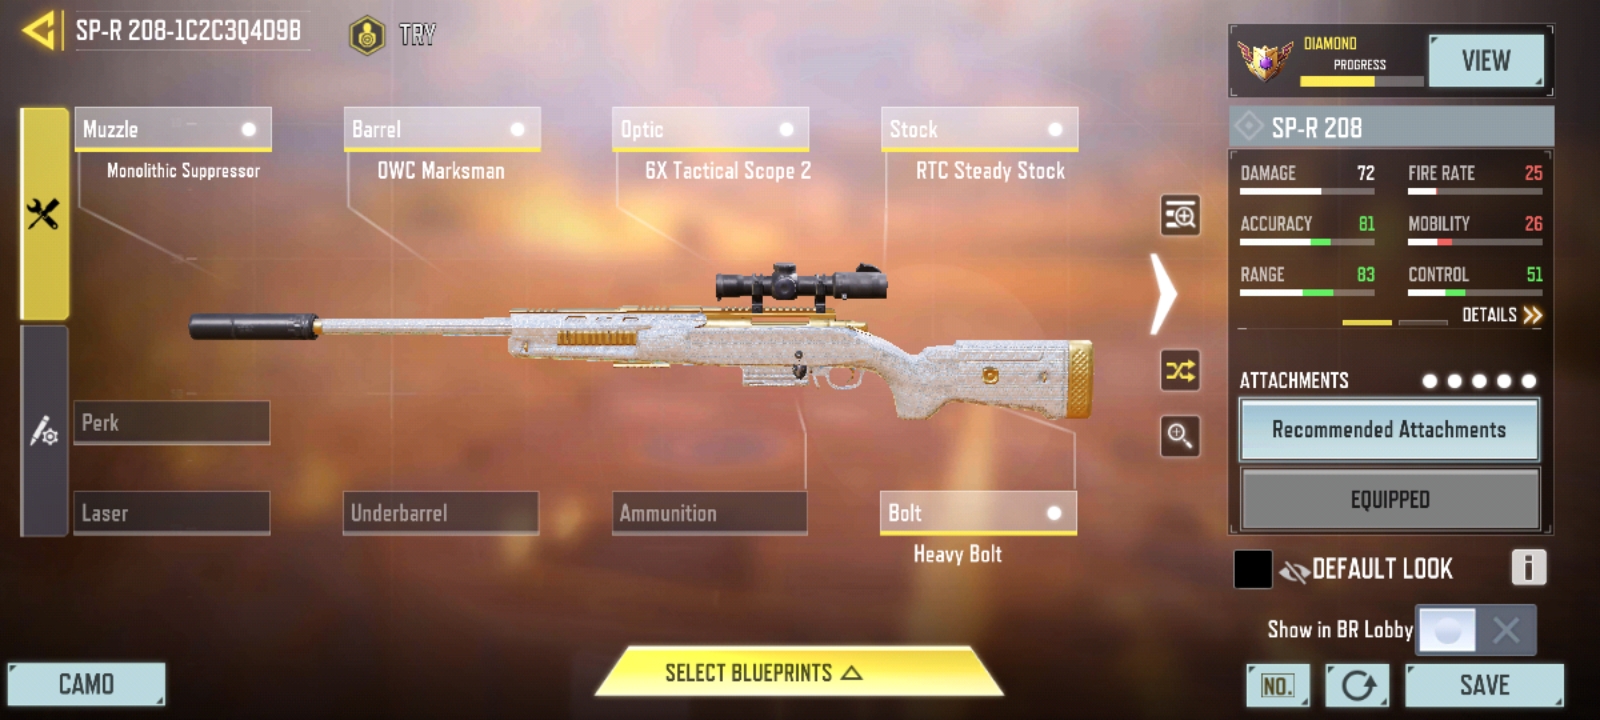 SP-R 208-1C2C3Q4D9B
TRY
DIAMOND
PROGRESS
VIEW
Muzzle
Monolithic Suppressor
Barrel
OWC Marksman
Optic
6X Tactical Scope 2
Stock
RTC Steady Stock
SP-R 208
DAMAGE 72
FIRE RATE 25
ACCURACY 81
MOBILITY 26
RANGE 83
CONTROL 51
DETAILS
ATTACHMENTS
Recommended Attachments
EQUIPPED
Perk
Laser
Underbarrel
Ammunition
Bolt
Heavy Bolt
DEFAULT LOOK
i
Show in BR Lobby
CAMO
SELECT BLUEPRINTS
NO.
SAVE